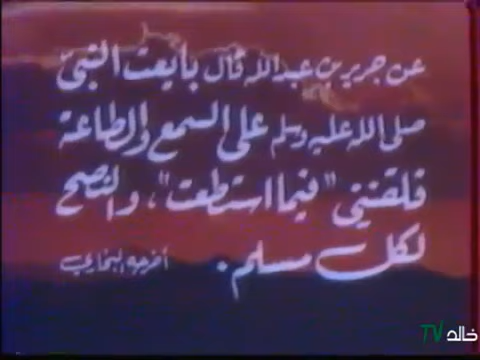 عن جرير بن عبد الله قال بايعت النبي
صلى الله عليه وسلم على السمع والطاعة
فلقنني "فيما استطعت"، والنصح
لكل مسلم. أخرجه البخاري
خالد TV